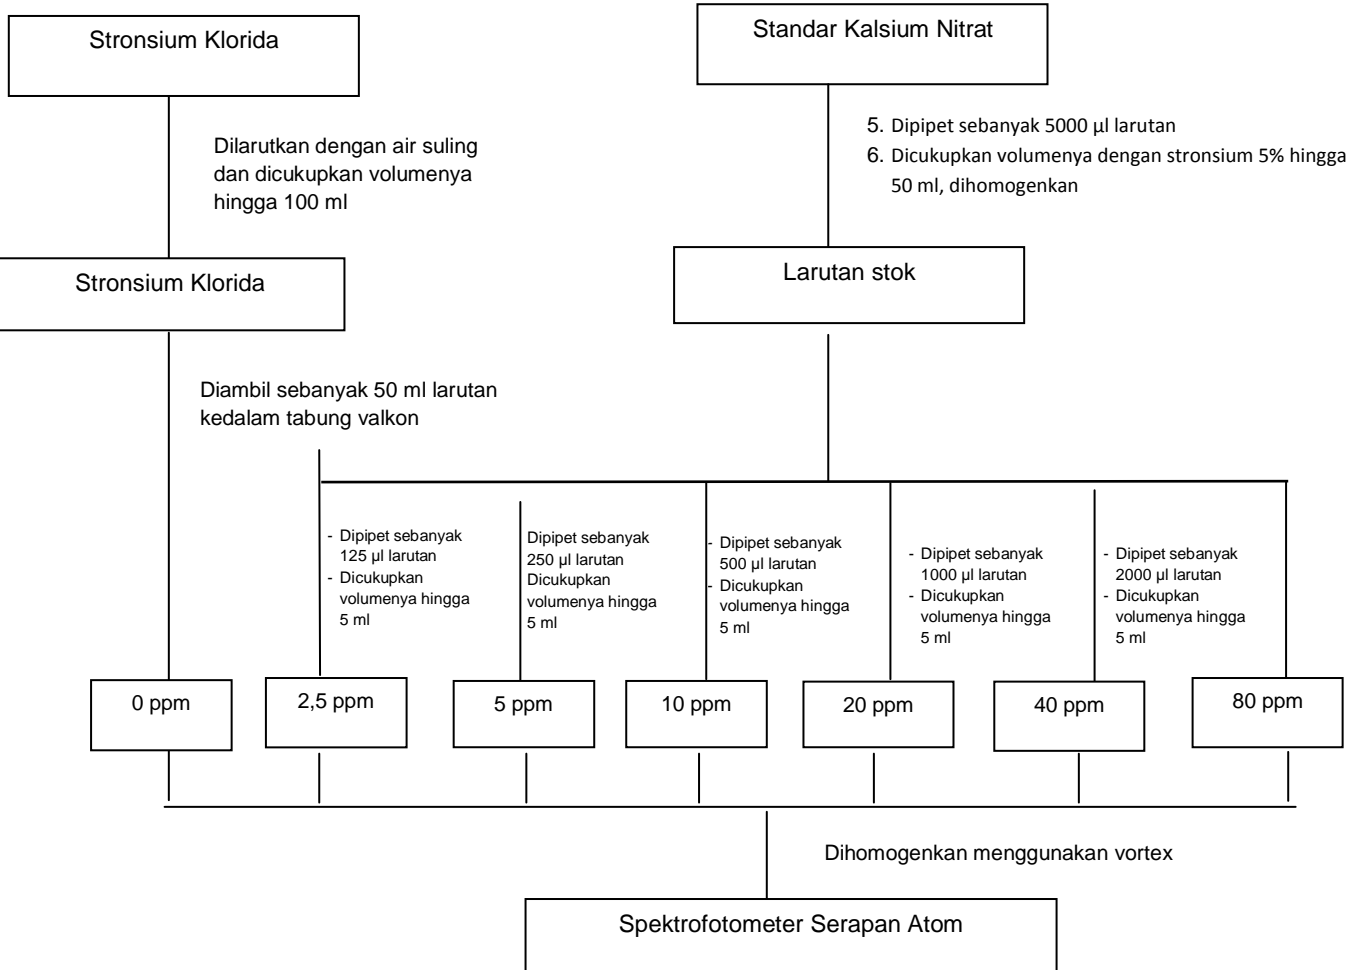 Stronsium Klorida
Standar Kalsium Nitrat
Dilarutkan dengan air suling
dan dicukupkan volumenya
hingga 100 ml
5. Dipipet sebanyak 5000 µl larutan
6. Dicukupkan volumenya dengan stronsium 5% hingga
50 ml, dihomogenkan
Stronsium Klorida
Larutan stok
Diambil sebanyak 50 ml larutan
kedalam tabung valkon
- Dipipet sebanyak
125 µl larutan
- Dicukupkan
volumenya hingga
5 ml
Dipipet sebanyak
250 µl larutan
Dicukupkan
volumenya hingga
5 ml
- Dipipet sebanyak
500 µl larutan
- Dicukupkan
volumenya hingga
5 ml
- Dipipet sebanyak
1000 µl larutan
- Dicukupkan
volumenya hingga
5 ml
- Dipipet sebanyak
2000 µl larutan
- Dicukupkan
volumenya hingga
5 ml
0 ppm
2,5 ppm
5 ppm
10 ppm
20 ppm
40 ppm
80 ppm
Dihomogenkan menggunakan vortex
Spektrofotometer Serapan Atom